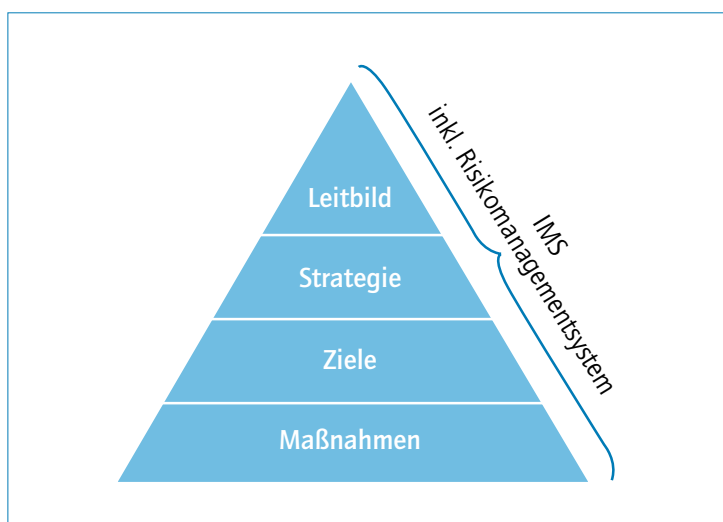 Leitbild
Strategie
Ziele
Maßnahmen
IMS
inkl. Risikomanagementsystem